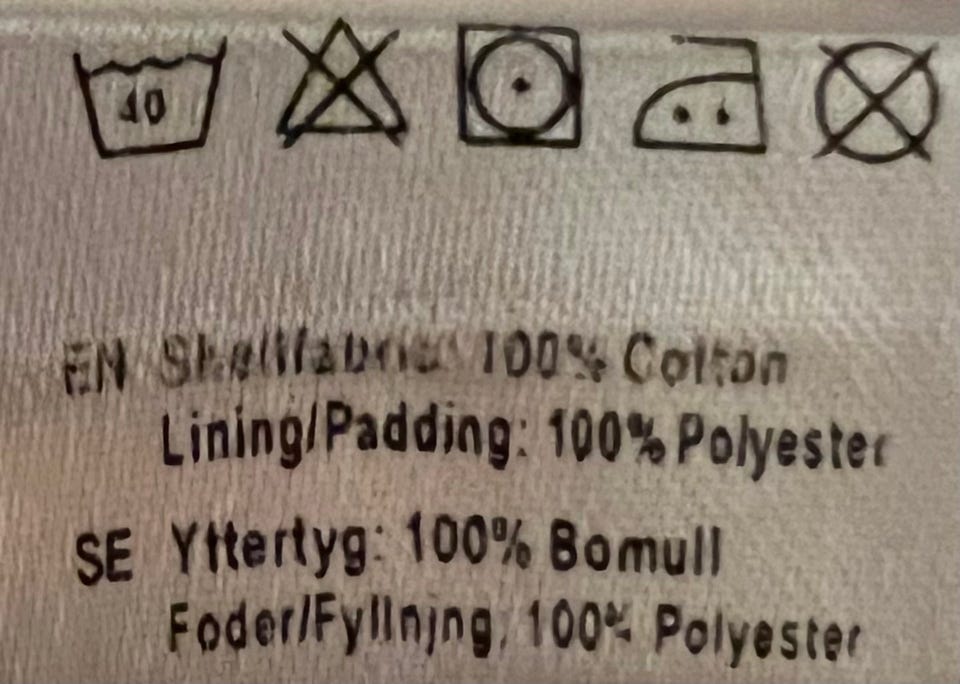 40
EN Shellfabric: 100% Cotton
Lining/Padding: 100% Polyester
SE Yttertyg: 100% Bomull
Foder/Fyllning: 100% Polyester